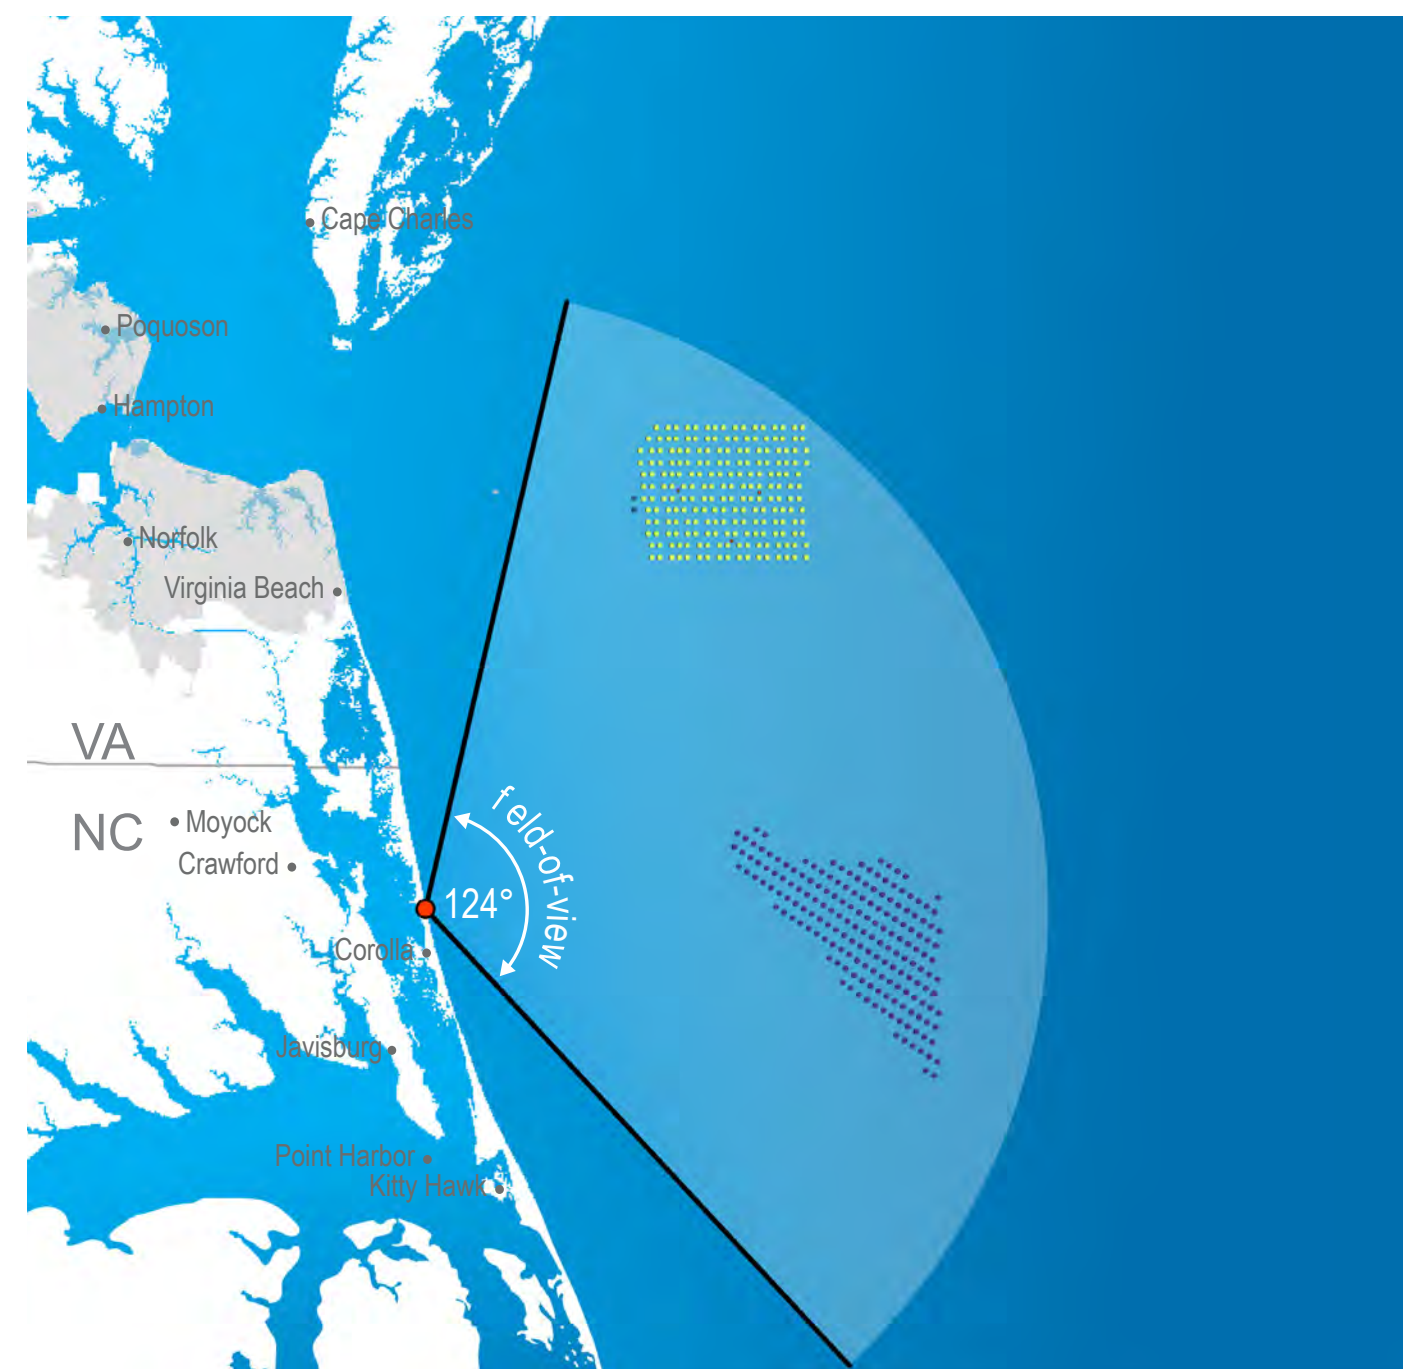 Cape Charles
Poquoson
Hampton
Norfolk
Virginia Beach
VA
NC
Moyock
Crawford
f eld-of-view
124°
Corolla
Javisburg
Point Harbor
Kitty Hawk